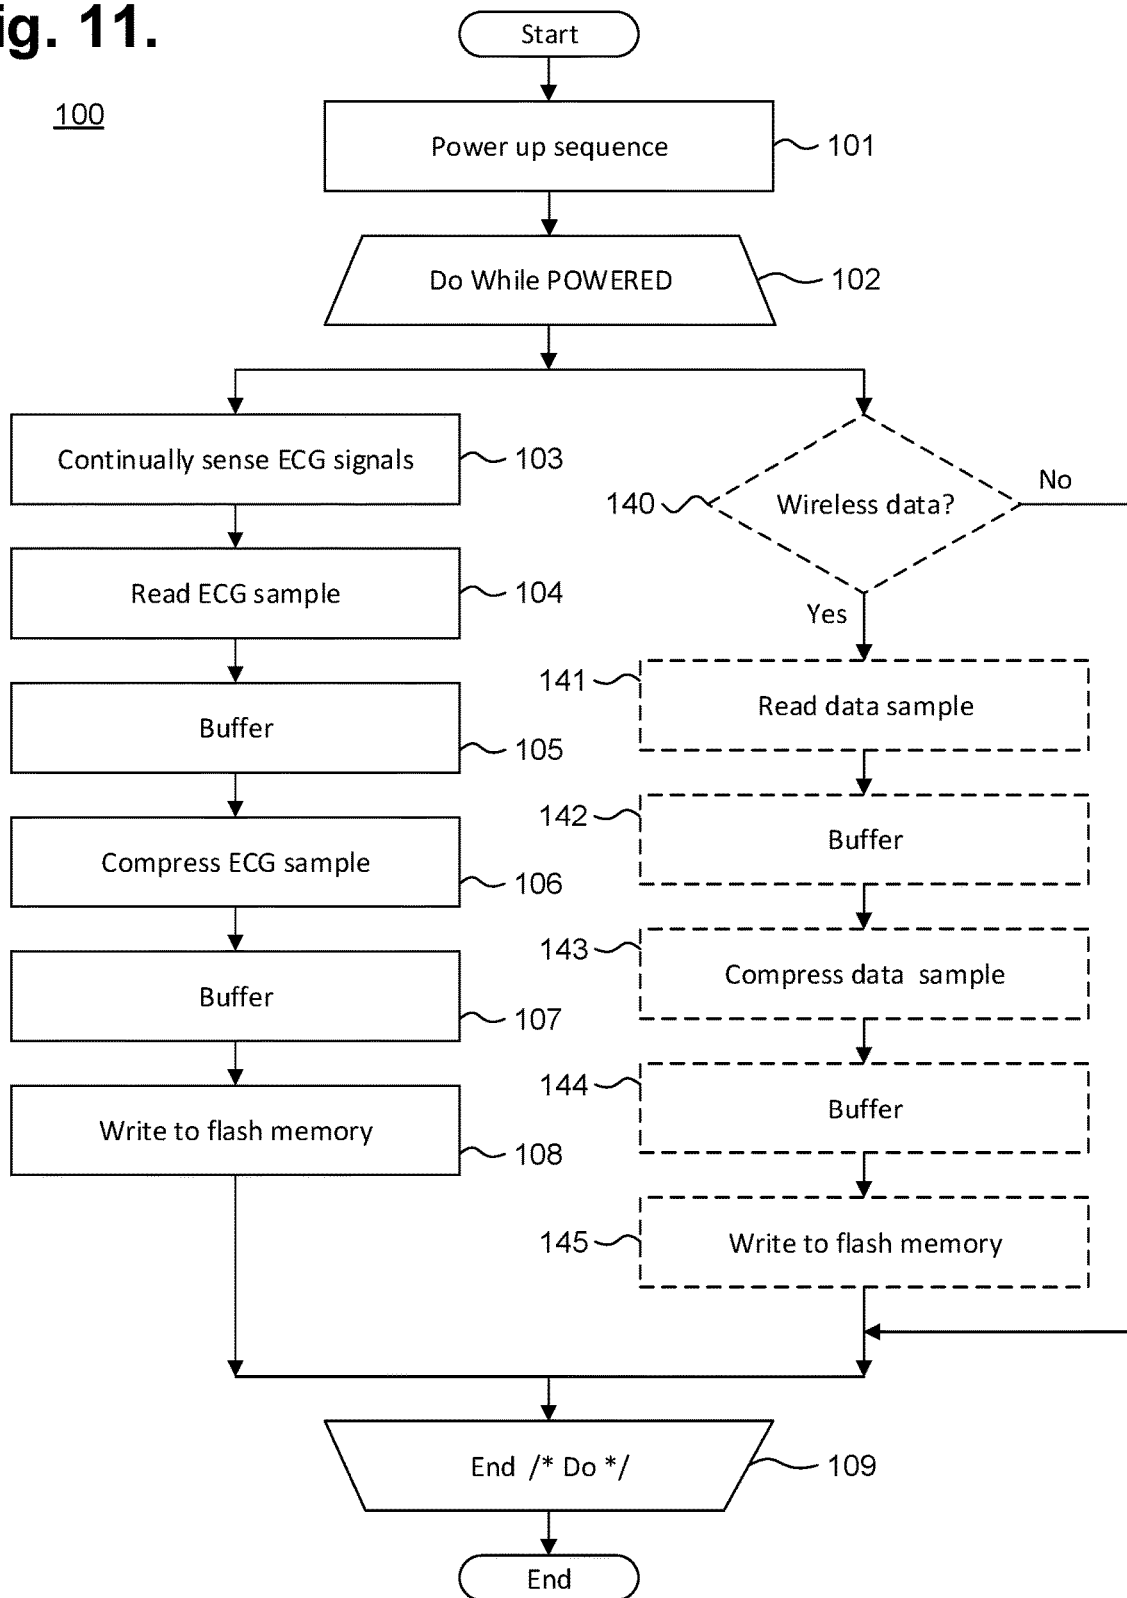 ig. 11.
Start
100
Power up sequence
101
Do While POWERED
102
Continually sense ECG signals
103
140
Wireless data?
No
Read ECG sample
104
Yes
141
Read data sample
Buffer
105
142
Buffer
Compress ECG sample
106
143
Compress data sample
Buffer
107
144
Buffer
Write to flash memory
108
145
Write to flash memory
End /* Do */
109
End